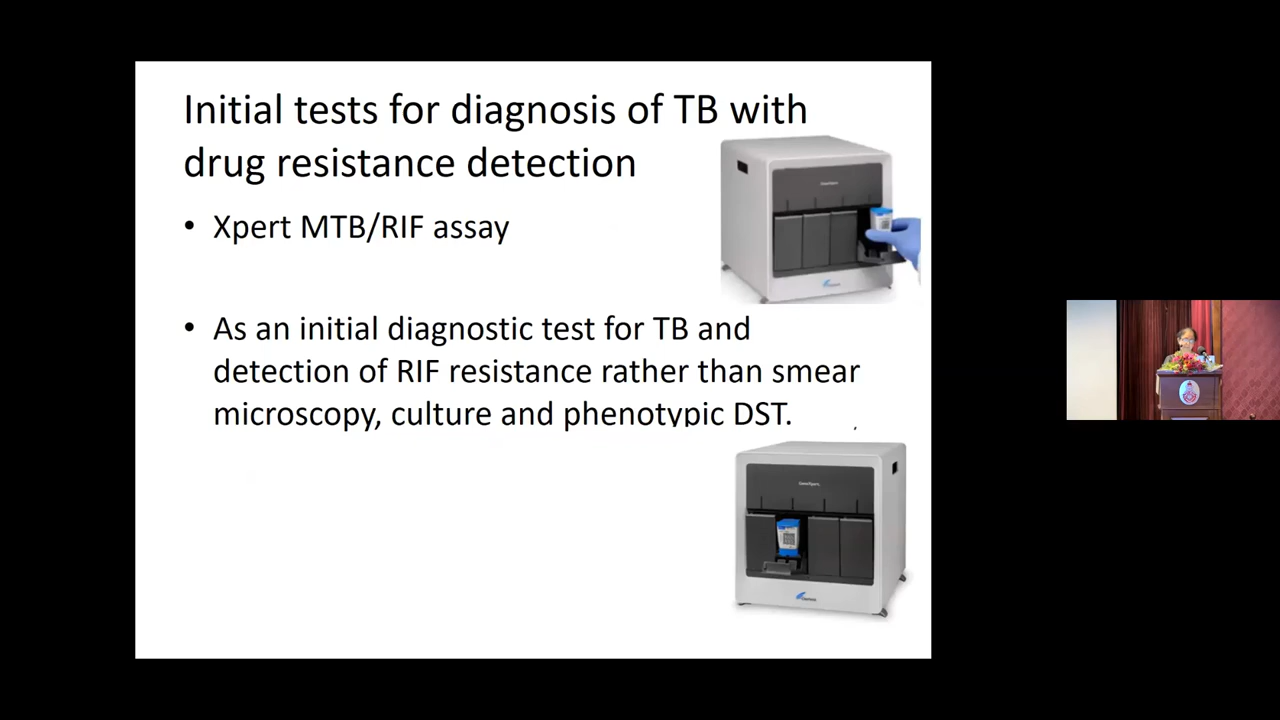 Initial tests for diagnosis of TB with
drug resistance detection
• Xpert MTB/RIF assay
• As an initial diagnostic test for TB and
detection of RIF resistance rather than smear
microscopy, culture and phenotypic DST.
GeneXpert